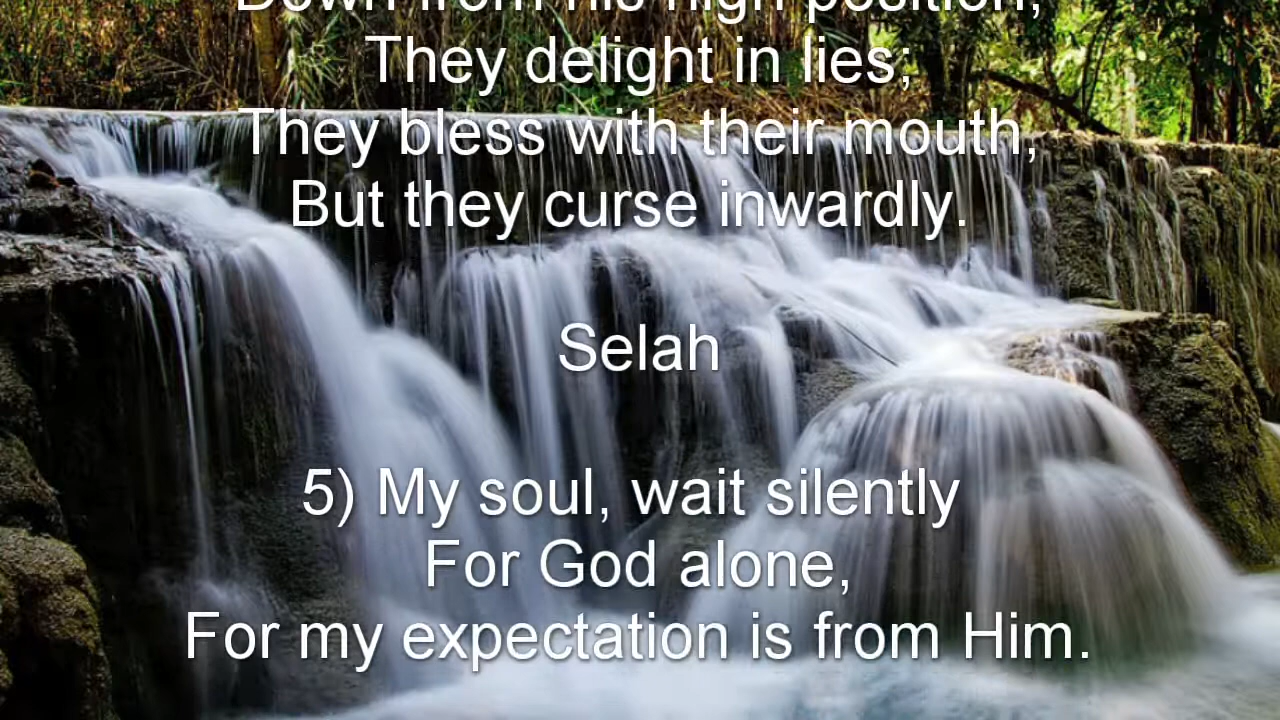 Down from his high position,
They delight in lies;
They bless with their mouth,
But they curse inwardly.
Selah
5) My soul, wait silently
For God alone,
For my expectation is from Him.